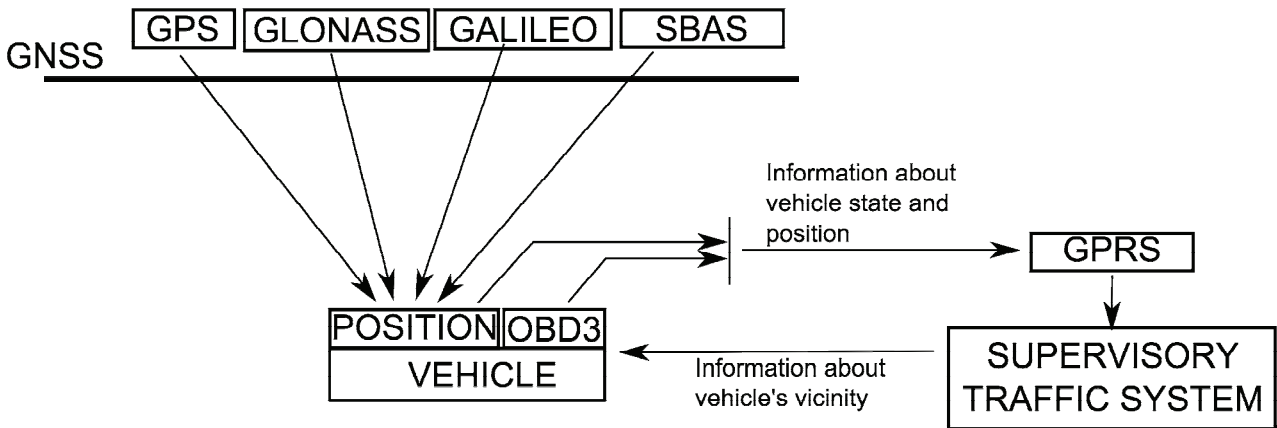 GPS GLONASS GALILEO SBAS
GNSS
Information about
vehicle state and
position
GPRS
POSITION OBD3
VEHICLE
Information about
vehicle's vicinity
SUPERVISORY
TRAFFIC SYSTEM